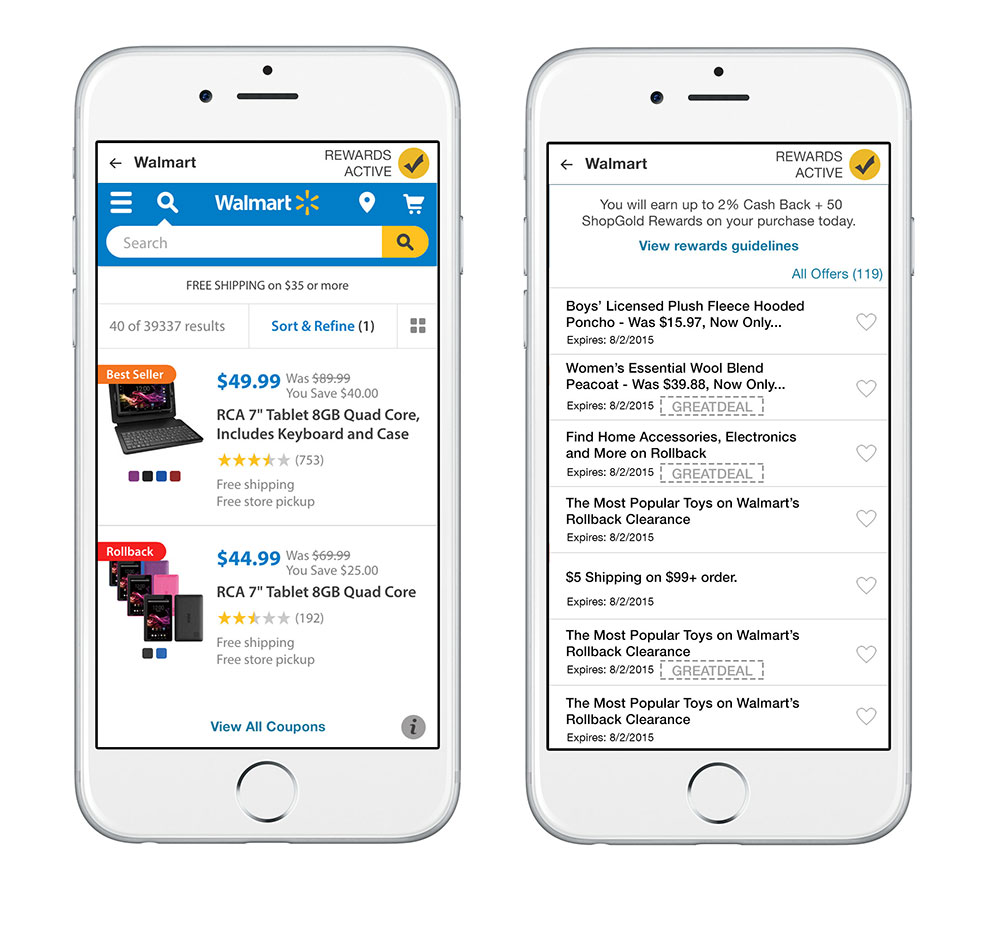 Walmart
REWARDS
ACTIVE
Walmart
Search
FREE SHIPPING on $35 or more
40 of 39337 results
Sort & Refine (1)
Best Seller
$49.99 Was $89.99
You Save $40.00
RCA 7" Tablet 8GB Quad Core,
Includes Keyboard and Case
(753)
Free shipping
Free store pickup
Rollback
$44.99 Was $69.99
You Save $25.00
RCA 7" Tablet 8GB Quad Core
(192)
Free shipping
Free store pickup
View All Coupons
i
Walmart
REWARDS
ACTIVE
You will earn up to 2% Cash Back + 50
ShopGold Rewards on your purchase today.
View rewards guidelines
All Offers (119)
Boys' Licensed Plush Fleece Hooded
Poncho - Was $15.97, Now Only...
Expires: 8/2/2015
Women's Essential Wool Blend
Peacoat - Was $39.88, Now Only...
Expires: 8/2/2015 GREATDEAL
Find Home Accessories, Electronics
and More on Rollback
Expires: 8/2/2015 GREATDEAL
The Most Popular Toys on Walmart's
Rollback Clearance
Expires: 8/2/2015
$5 Shipping on $99+ order.
Expires: 8/2/2015
The Most Popular Toys on Walmart's
Rollback Clearance
Expires: 8/2/2015 GREATDEAL
The Most Popular Toys on Walmart's
Rollback Clearance
Expires: 8/2/2015